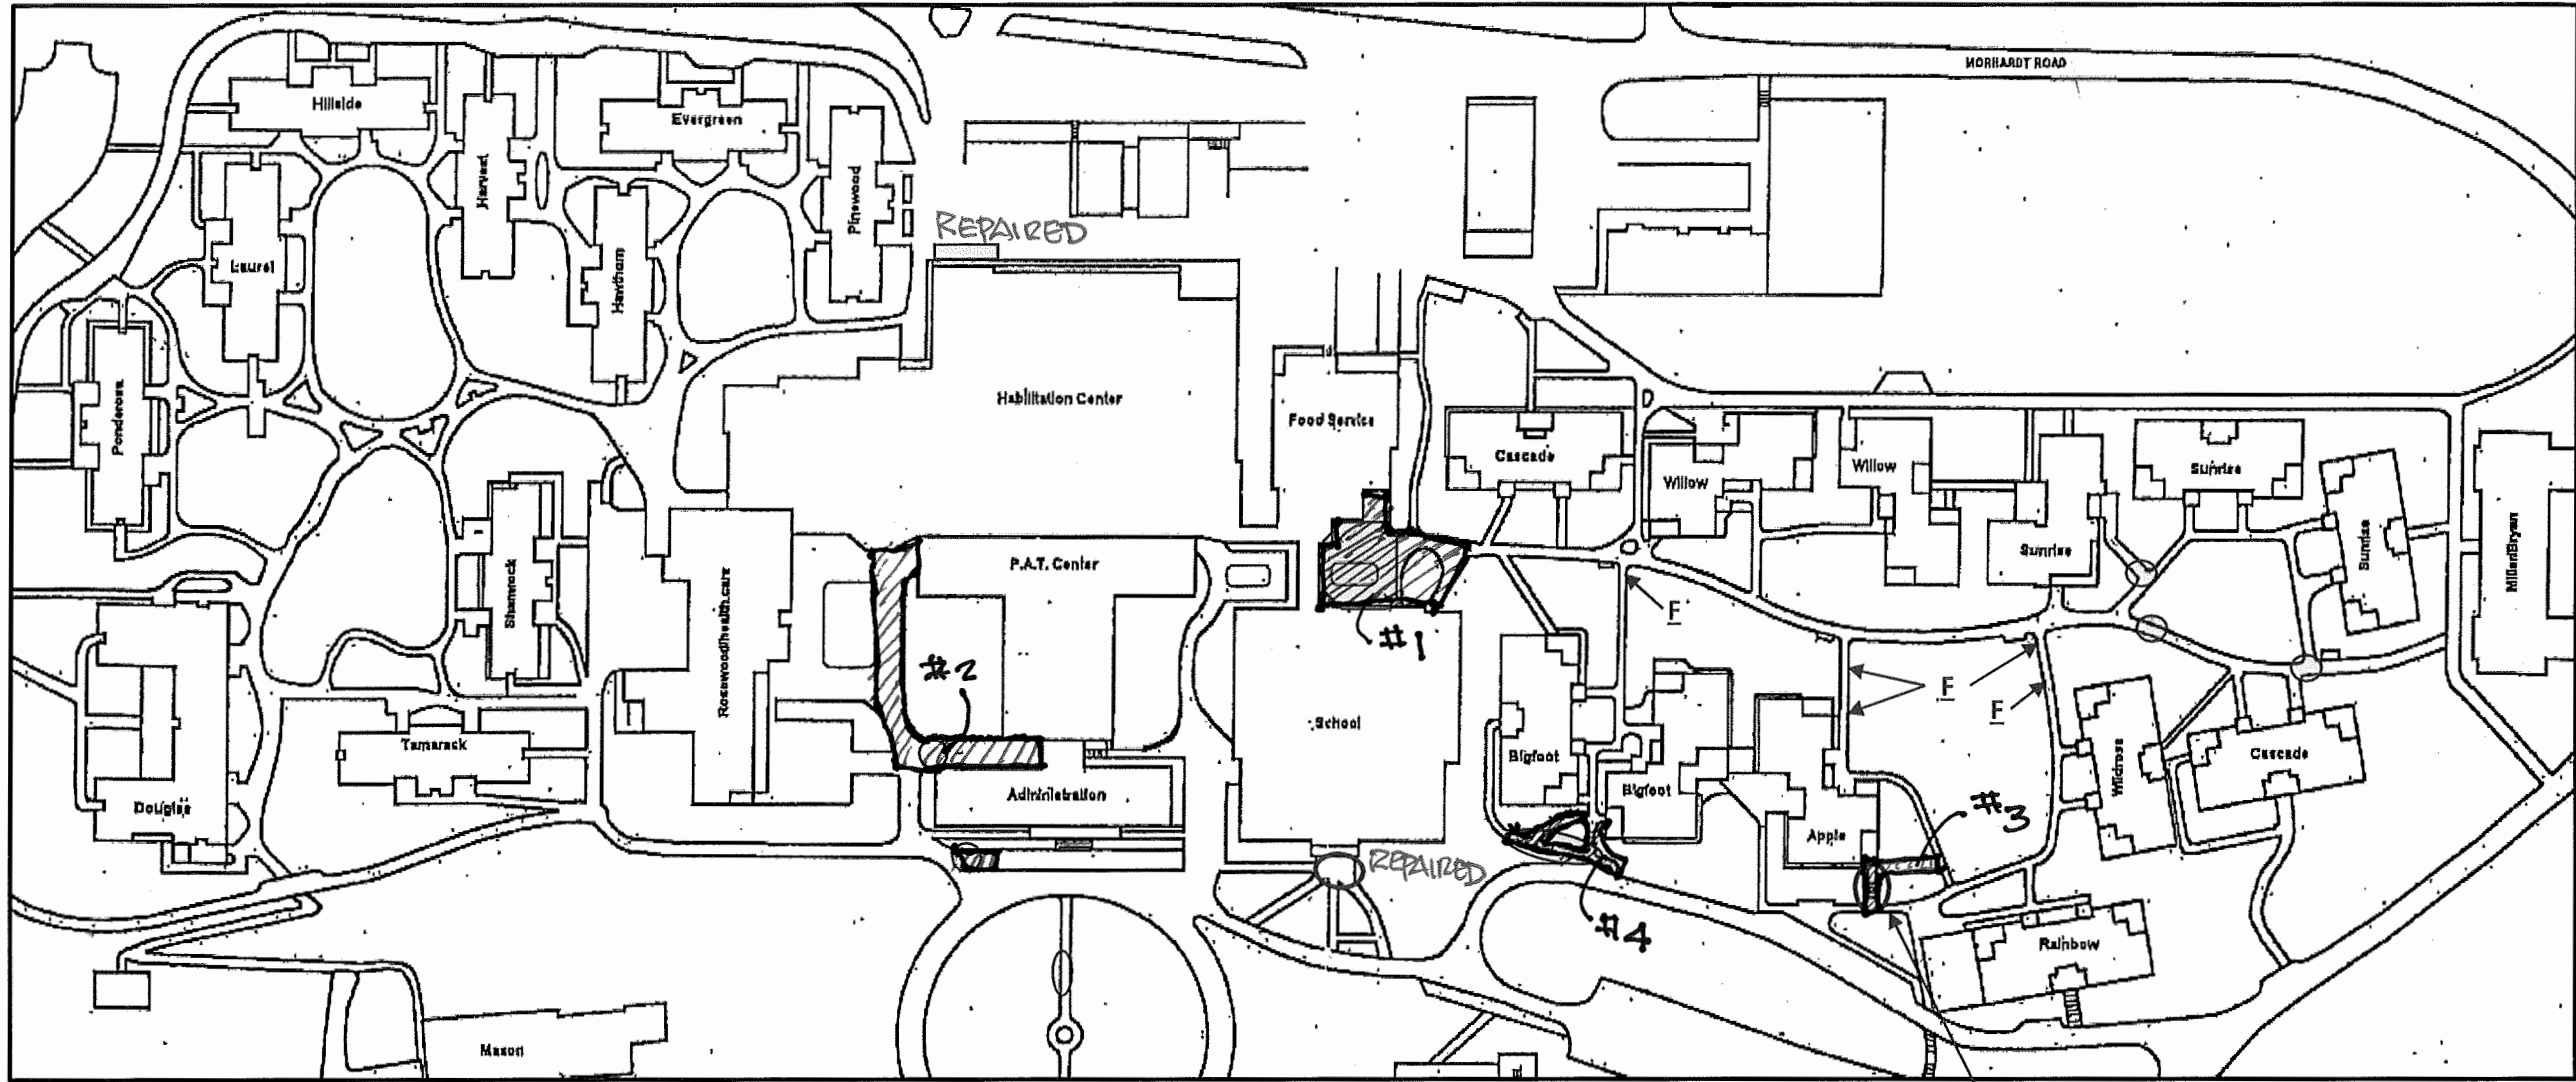 MORHARDT ROAD
Hillside
Evergreen
Harvest
Pinewood
REPAIRED
Laurel
Hawthorn
Ponderosa
Habilitation Center
Food Service
Cascade
Willow
Willow
Sunrise
Sunrise
Sunrise
Miller/Bryan
Shamrock
Rosewood/health care
P.A.T. Center
F
#1
#2
F
F
School
Tamarack
Bigfoot
Bigfoot
Wildrose
Cascade
Douglas
Administration
#3
Apple
REPAIRED
#4
Rainbow
Maxon